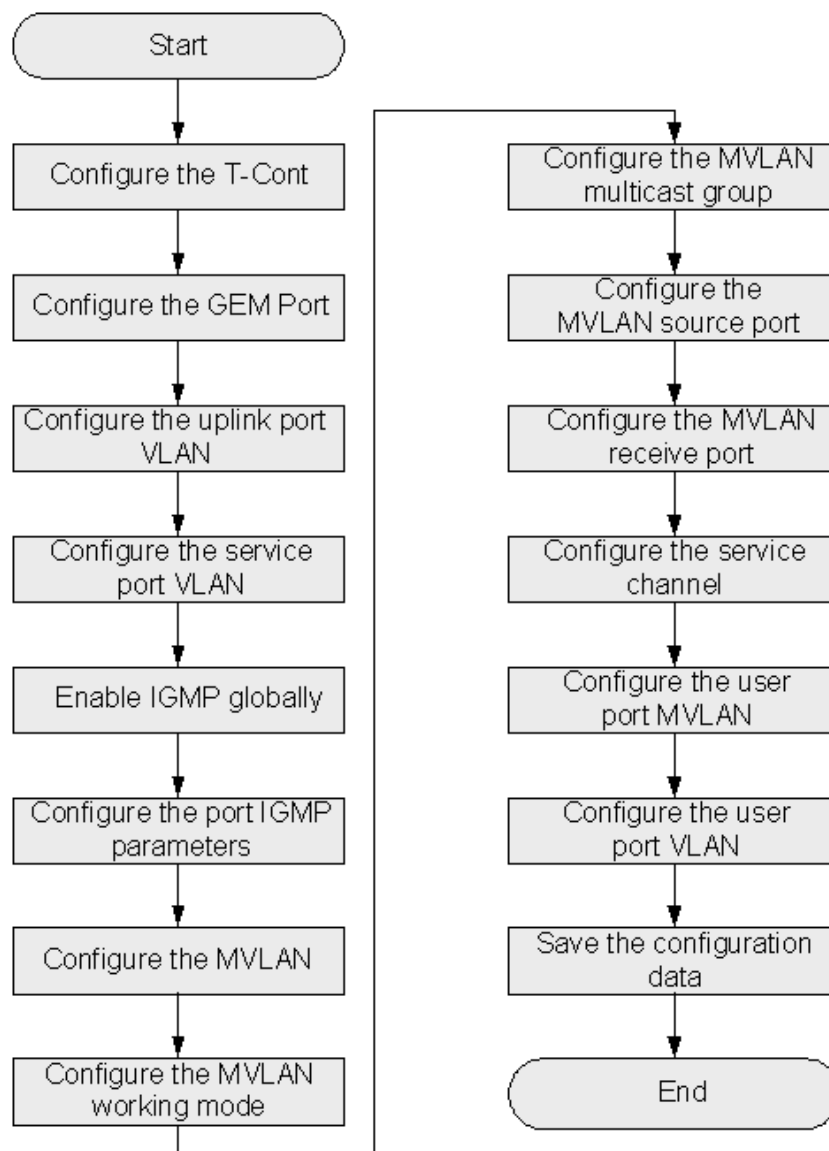 Start
Configure the T-Cont
Configure the GEM Port
Configure the uplink port
VLAN
Configure the service
port VLAN
Enable IGMP globally
Configure the port IGMP
parameters
Configure the MVLAN
Configure the MVLAN
working mode
Configure the MVLAN
multicast group
Configure the
MVLAN source port
Configure the MVLAN
receive port
Configure the service
channel
Configure the user
port MVLAN
Configure the user
port VLAN
Save the configuration
data
End